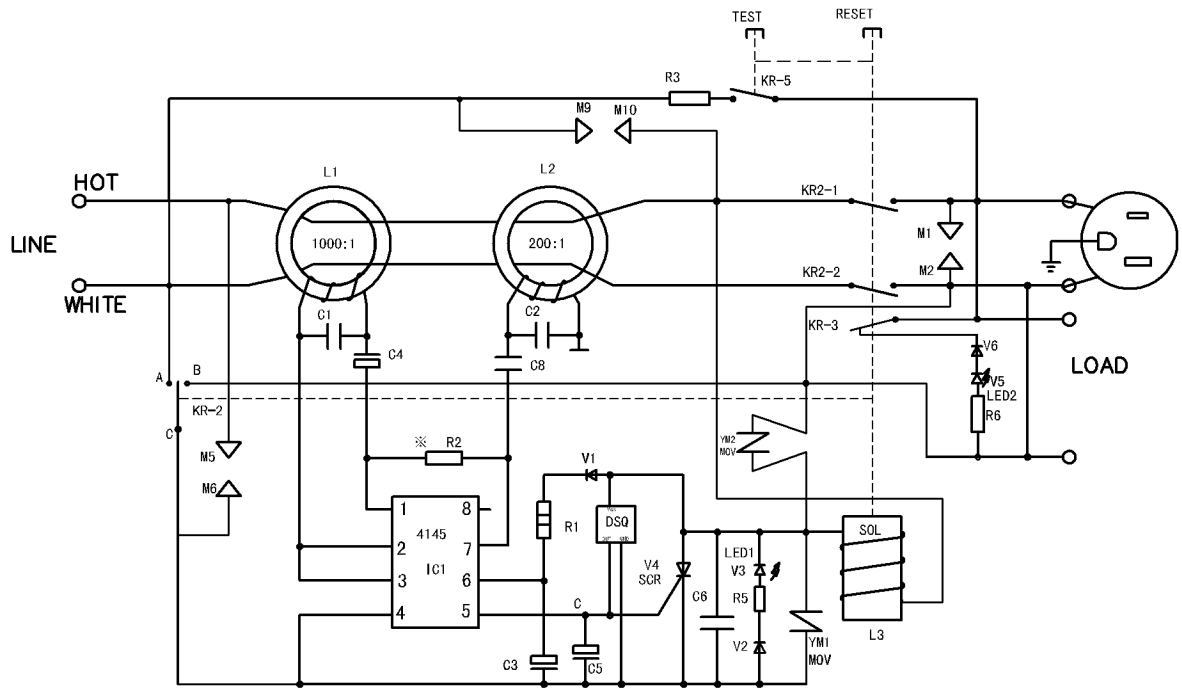 TEST
RESET
R3
KR-5
M9
M10
L1
L2
HOT
KR2-1
1000:1
200:1
M1
LINE
M2
KR2-2
WHITE
C1
C2
KR-3
C4
C8
V6
LOAD
A
B
V5
LED2
KR-2
R6
C
※ R2
YM2
MOV
M5
V1
M6
1
8
4145
R1
DSQ
SOL
2
7
LED1
V3
IC1
V4
SCR
3
6
C6
R5
4
5
C
L3
V2
YM1
MOV
C3
C5